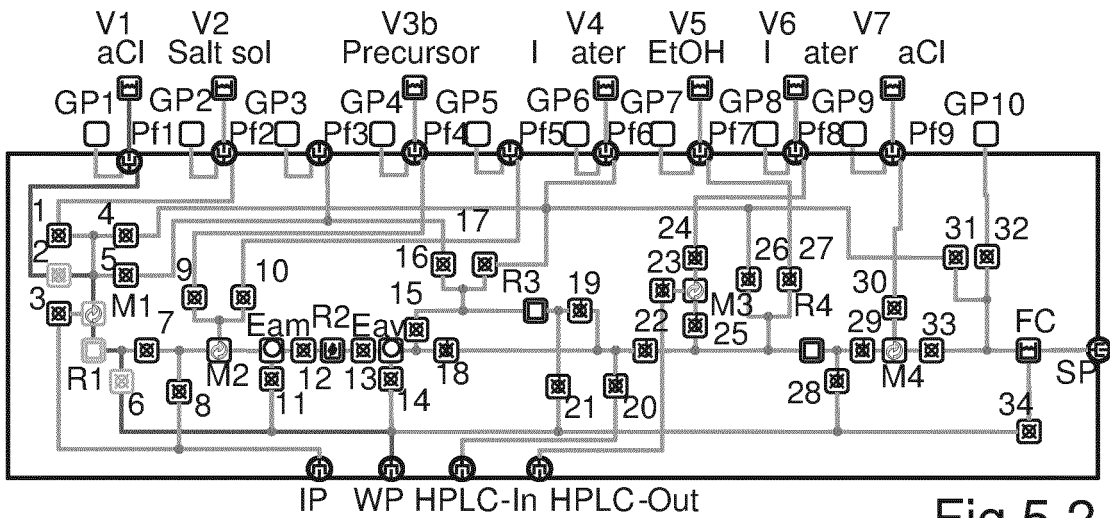 V1 V2 V3b V4 V5 V6 V7
aCl Salt sol Precursor I ater EtOH I ater aCl
GP1 GP2 GP3 GP4 GP5 GP6 GP7 GP8 GP9 GP10
Pf1 Pf2 Pf3 Pf4 Pf5 Pf6 Pf7 Pf8 Pf9
1 4 17 24 26 27 31 32
2 5 9 10 16 R3 19 23 M3 R4 30
3 M1 7 Eam R2 Eav 15 22 25 29 33 FC
R1 6 M2 12 13 18 M4 SP
8 11 14 21 20 28 34
IP WP HPLC-In HPLC-Out